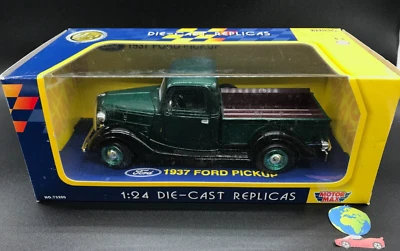 DIE-CAST REPLICAS
1937 FORD PICKUP
Ford 1937 FORD PICKUP
1:24 DIE-CAST REPLICAS
MOTOR MAX